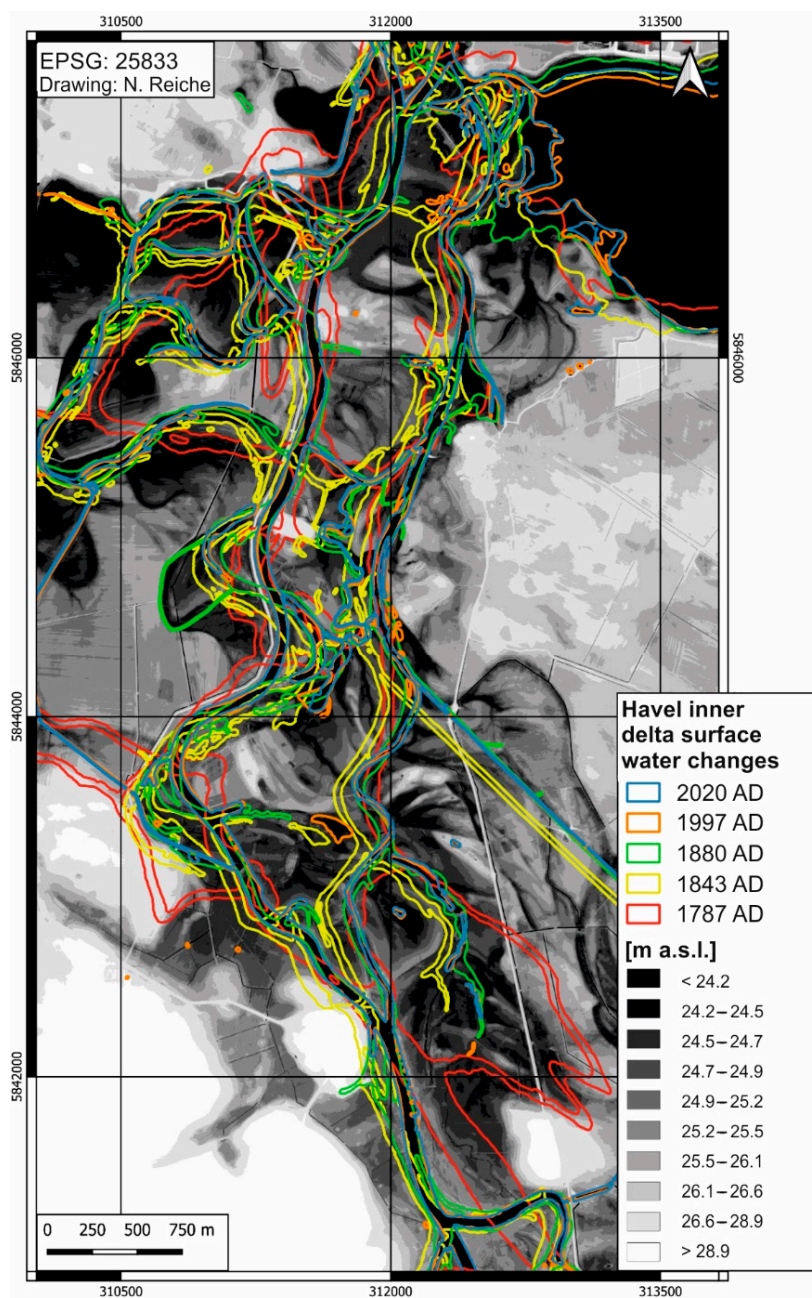 310500 312000 313500
EPSG: 25833
Drawing: N. Reiche
5846000 5846000
5844000
Havel inner
delta surface
water changes
2020 AD
1997 AD
1880 AD
1843 AD
1787 AD
[m a.s.l.]
< 24.2
24.2–24.5
24.5–24.7
24.7–24.9
24.9–25.2
25.2–25.5
25.5–26.1
26.1–26.6
26.6–28.9
> 28.9
5842000
0 250 500 750 m
310500 312000 313500